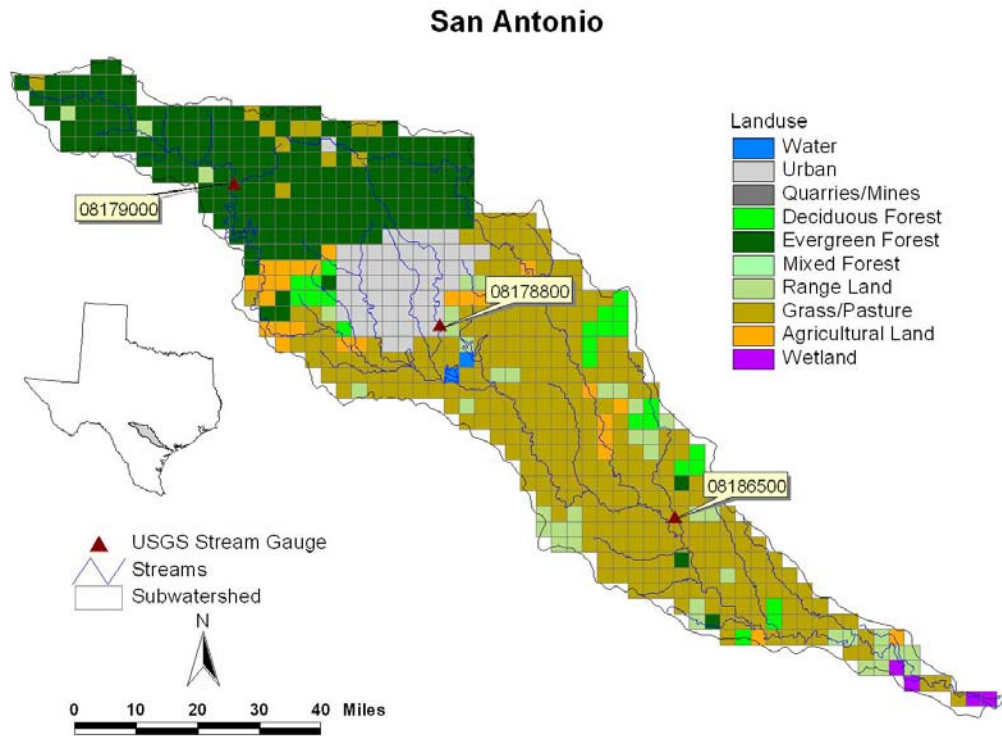 San Antonio
Landuse
Water
Urban
Quarries/Mines
Deciduous Forest
Evergreen Forest
Mixed Forest
Range Land
Grass/Pasture
Agricultural Land
Wetland
08179000
08178800
08186500
USGS Stream Gauge
Streams
Subwatershed
N
0 10 20 30 40 Miles